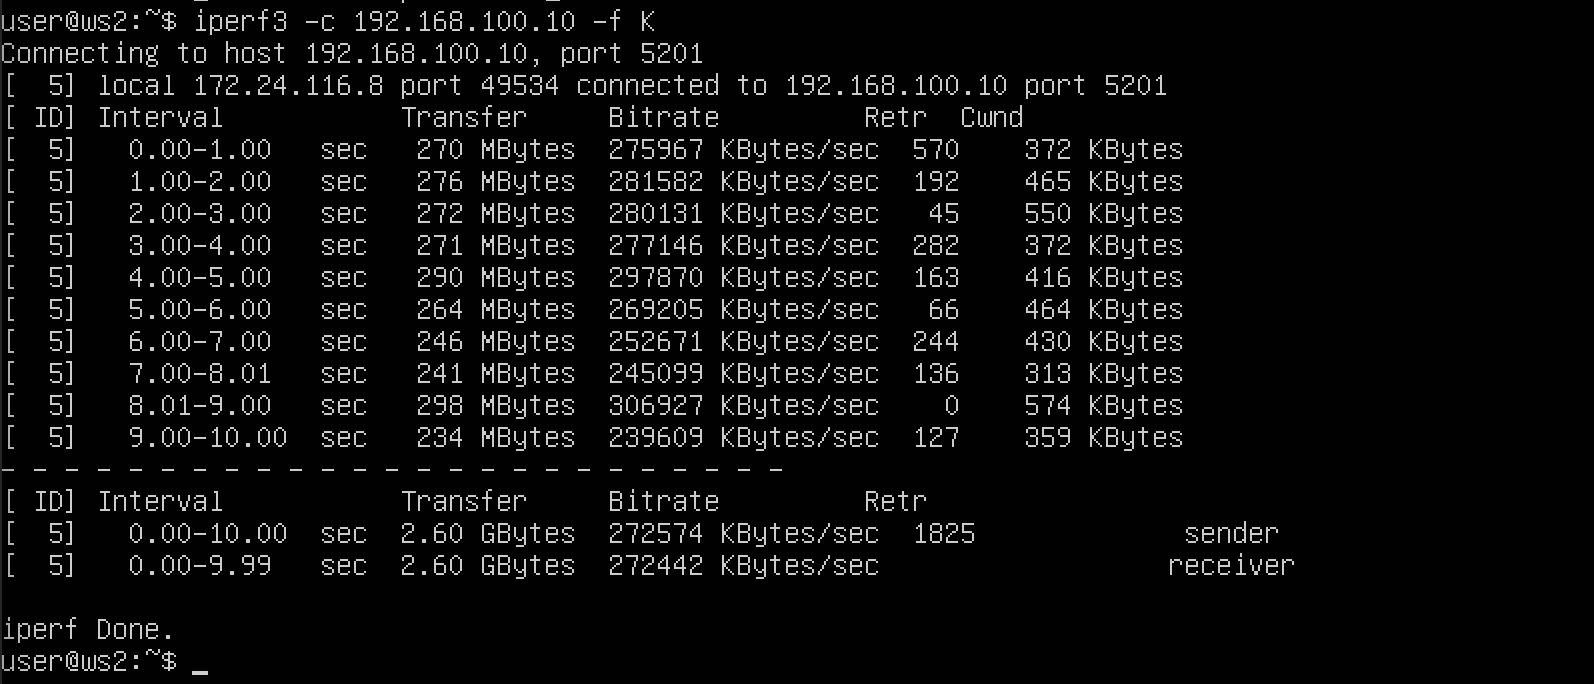 user@ws2:~$ iperf3 -c 192.168.100.10 -f K
Connecting to host 192.168.100.10, port 5201
[  5] local 172.24.116.8 port 49534 connected to 192.168.100.10 port 5201
[ ID] Interval           Transfer     Bitrate         Retr  Cwnd
[  5]   0.00-1.00   sec   270 MBytes  275967 KBytes/sec  570    372 KBytes
[  5]   1.00-2.00   sec   276 MBytes  281582 KBytes/sec  192    465 KBytes
[  5]   2.00-3.00   sec   272 MBytes  280131 KBytes/sec   45    550 KBytes
[  5]   3.00-4.00   sec   271 MBytes  277146 KBytes/sec  282    372 KBytes
[  5]   4.00-5.00   sec   290 MBytes  297870 KBytes/sec  163    416 KBytes
[  5]   5.00-6.00   sec   264 MBytes  269205 KBytes/sec   66    464 KBytes
[  5]   6.00-7.00   sec   246 MBytes  252671 KBytes/sec  244    430 KBytes
[  5]   7.00-8.01   sec   241 MBytes  245099 KBytes/sec  136    313 KBytes
[  5]   8.01-9.00   sec   298 MBytes  306927 KBytes/sec    0    574 KBytes
[  5]   9.00-10.00  sec   234 MBytes  239609 KBytes/sec  127    359 KBytes
- - - - - - - - - - - - - - - - - - - - - - - - -
[ ID] Interval           Transfer     Bitrate         Retr
[  5]   0.00-10.00  sec  2.60 GBytes  272574 KBytes/sec  1825             sender
[  5]   0.00-9.99   sec  2.60 GBytes  272442 KBytes/sec                  receiver
iperf Done.
user@ws2:~$ _